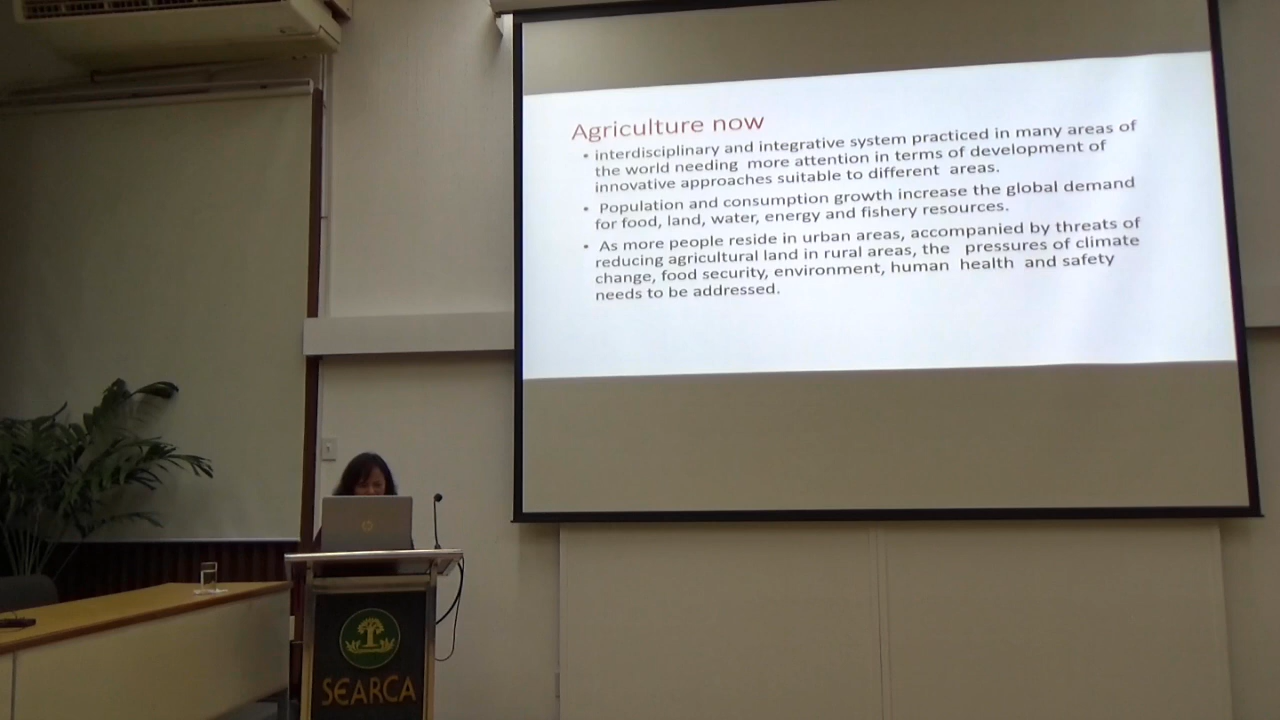 Agriculture now
• interdisciplinary and integrative system practiced in many areas of
the world needing more attention in terms of development of
innovative approaches suitable to different areas.
• Population and consumption growth increase the global demand
for food, land, water, energy and fishery resources.
• As more people reside in urban areas, accompanied by threats of
reducing agricultural land in rural areas, the pressures of climate
change, food security, environment, human health and safety
needs to be addressed.
hp
SEARCA